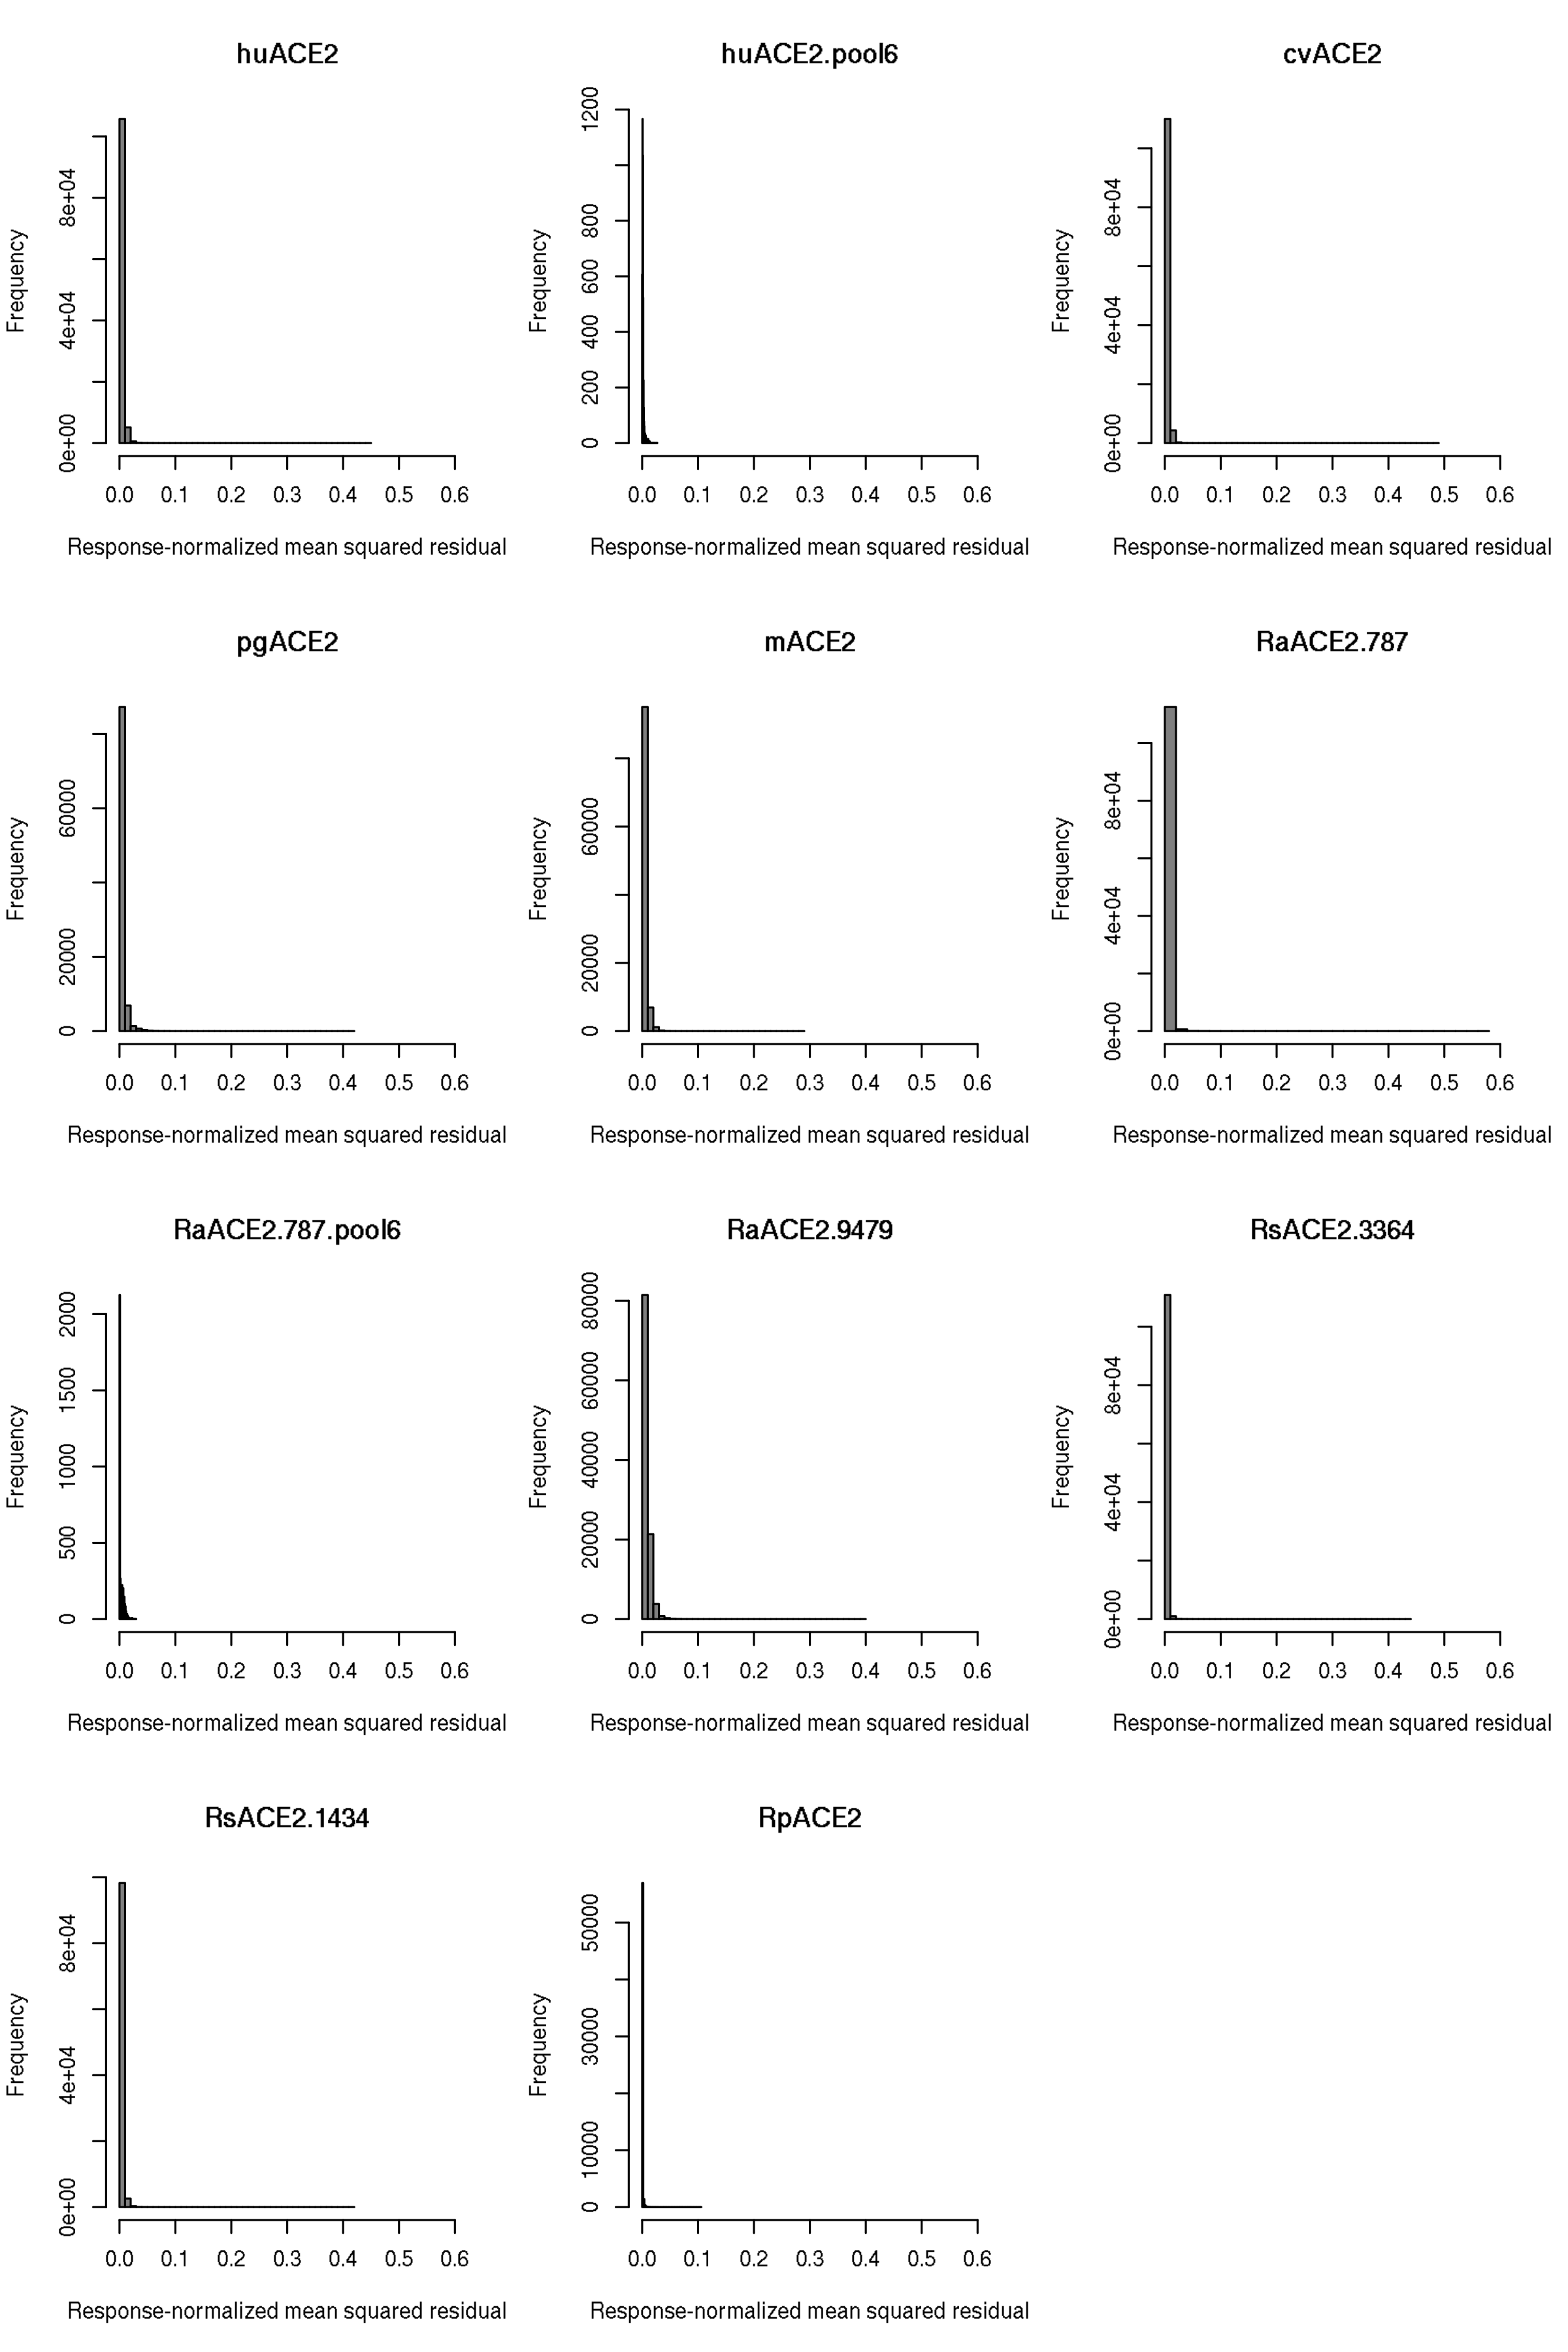 huACE2
huACE2.pool6
cvACE2
Frequency
0e+00 4e+04 8e+04
0.0 0.1 0.2 0.3 0.4 0.5 0.6
Response-normalized mean squared residual
Frequency
0 200 400 600 800 1200
0.0 0.1 0.2 0.3 0.4 0.5 0.6
Response-normalized mean squared residual
Frequency
0e+00 4e+04 8e+04
0.0 0.1 0.2 0.3 0.4 0.5 0.6
Response-normalized mean squared residual
pgACE2
mACE2
RaACE2.787
Frequency
0 20000 60000
0.0 0.1 0.2 0.3 0.4 0.5 0.6
Response-normalized mean squared residual
Frequency
0 20000 60000
0.0 0.1 0.2 0.3 0.4 0.5 0.6
Response-normalized mean squared residual
Frequency
0e+00 4e+04 8e+04
0.0 0.1 0.2 0.3 0.4 0.5 0.6
Response-normalized mean squared residual
RaACE2.787.pool6
RaACE2.9479
RsACE2.3364
Frequency
0 500 1000 1500 2000
0.0 0.1 0.2 0.3 0.4 0.5 0.6
Response-normalized mean squared residual
Frequency
0 20000 40000 60000 80000
0.0 0.1 0.2 0.3 0.4 0.5 0.6
Response-normalized mean squared residual
Frequency
0e+00 4e+04 8e+04
0.0 0.1 0.2 0.3 0.4 0.5 0.6
Response-normalized mean squared residual
RsACE2.1434
RpACE2
Frequency
0e+00 4e+04 8e+04
0.0 0.1 0.2 0.3 0.4 0.5 0.6
Response-normalized mean squared residual
Frequency
0 10000 30000 50000
0.0 0.1 0.2 0.3 0.4 0.5 0.6
Response-normalized mean squared residual